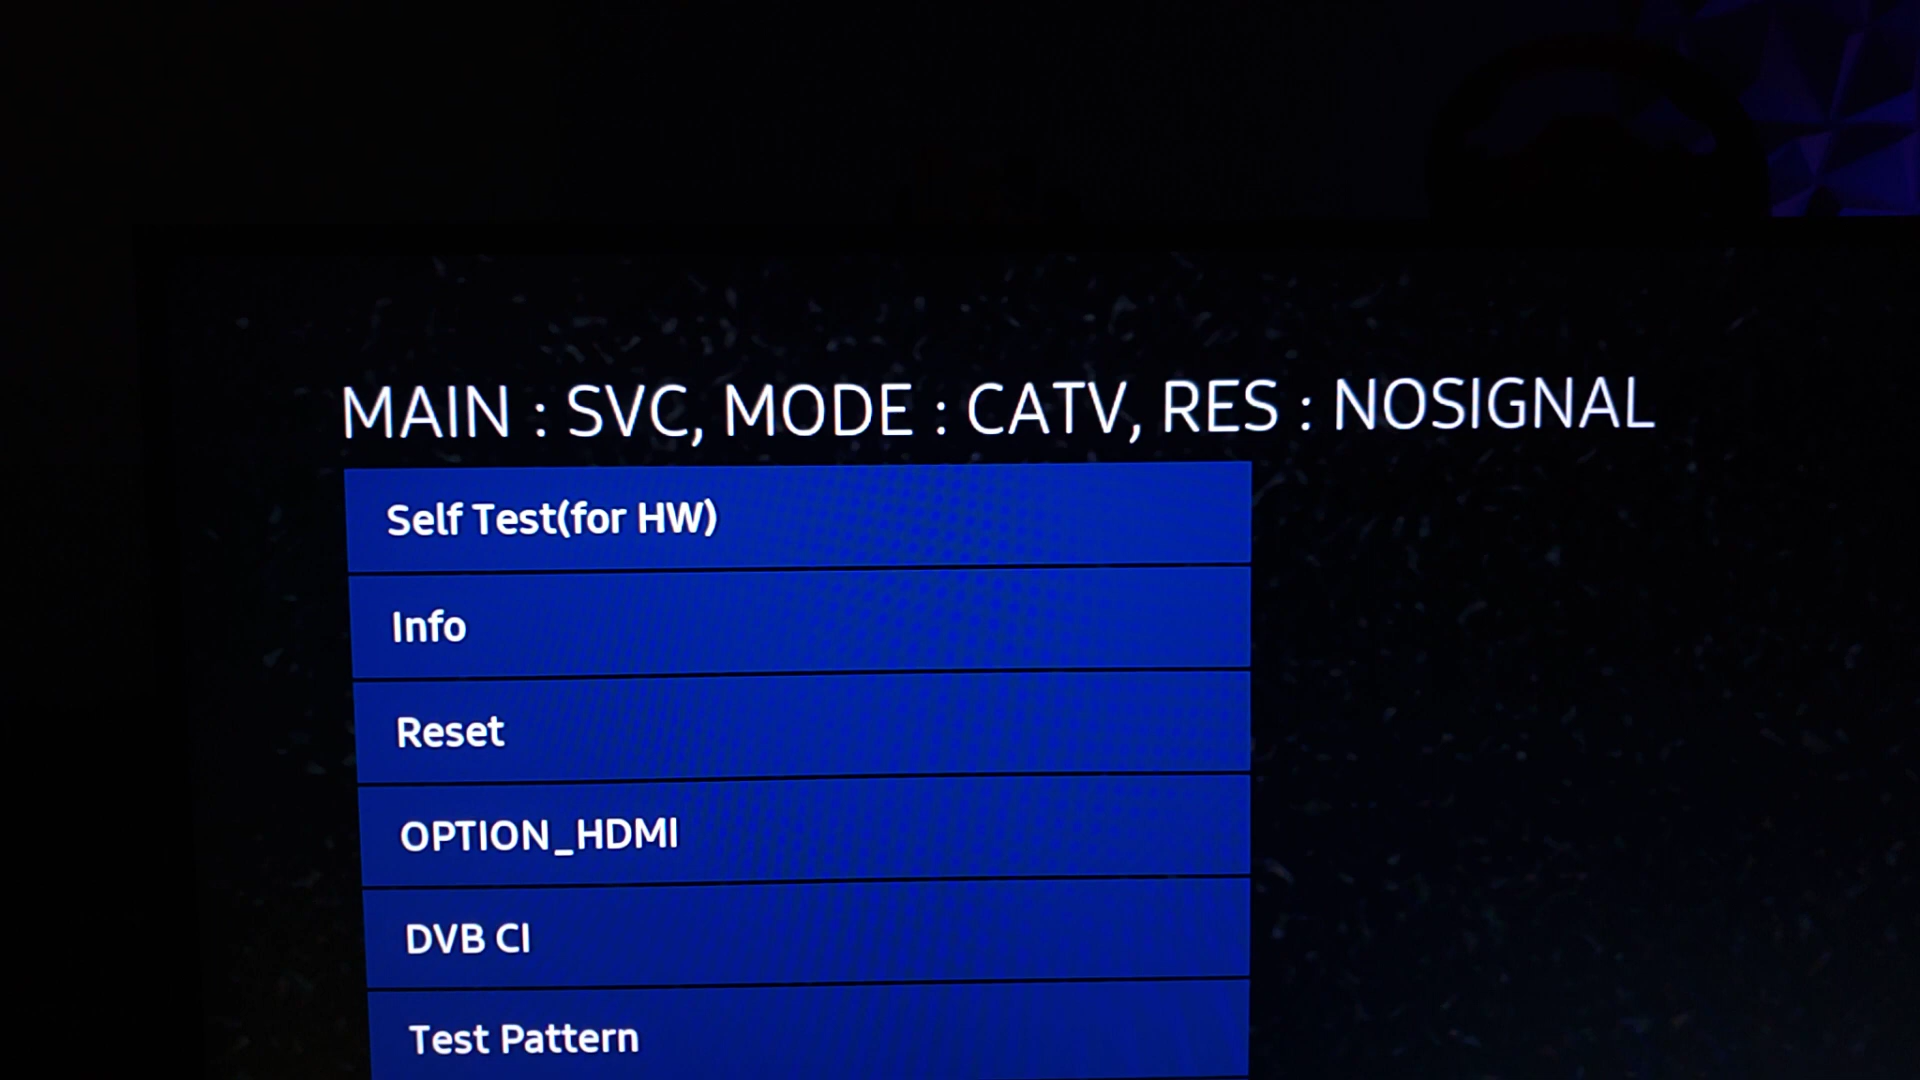 MAIN : SVC, MODE : CATV, RES : NOSIGNAL
Self Test(for HW)
Info
Reset
OPTION_HDMI
DVB CI
Test Pattern